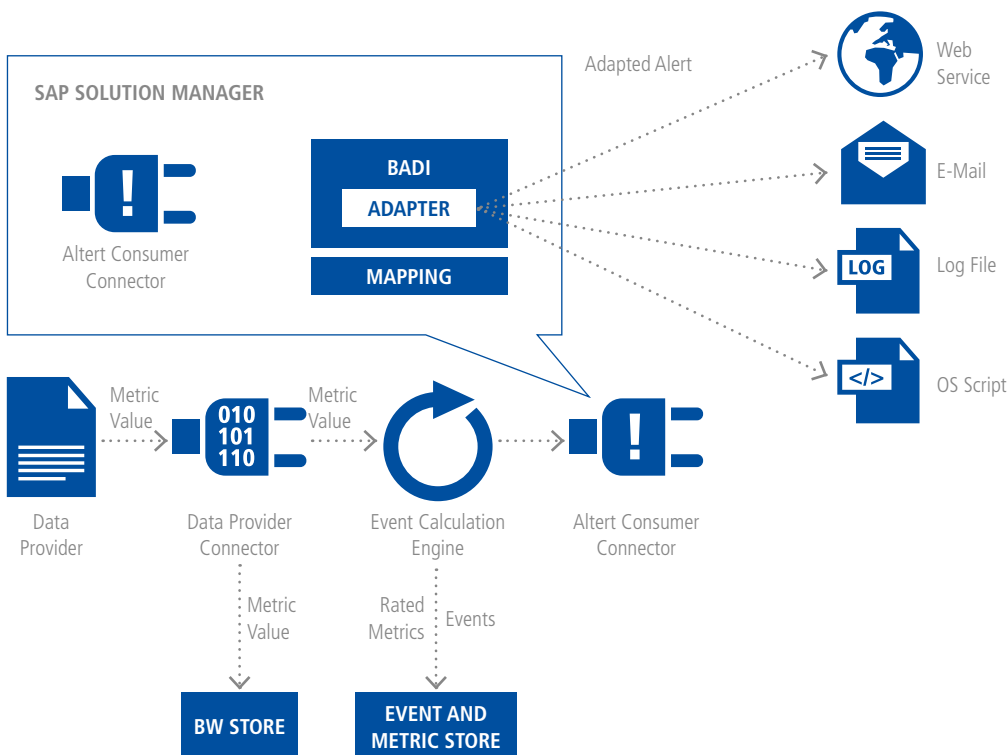 SAP SOLUTION MANAGER
Altert Consumer
Connector
BADI
ADAPTER
MAPPING
Adapted Alert
Web
Service
E-Mail
LOG
Log File
</>
OS Script
Metric
Value
010
101
110
Metric
Value
!
!
Data
Provider
Data Provider
Connector
Event Calculation
Engine
Altert Consumer
Connector
Metric
Value
Rated
Metrics
Events
BW STORE
EVENT AND
METRIC STORE